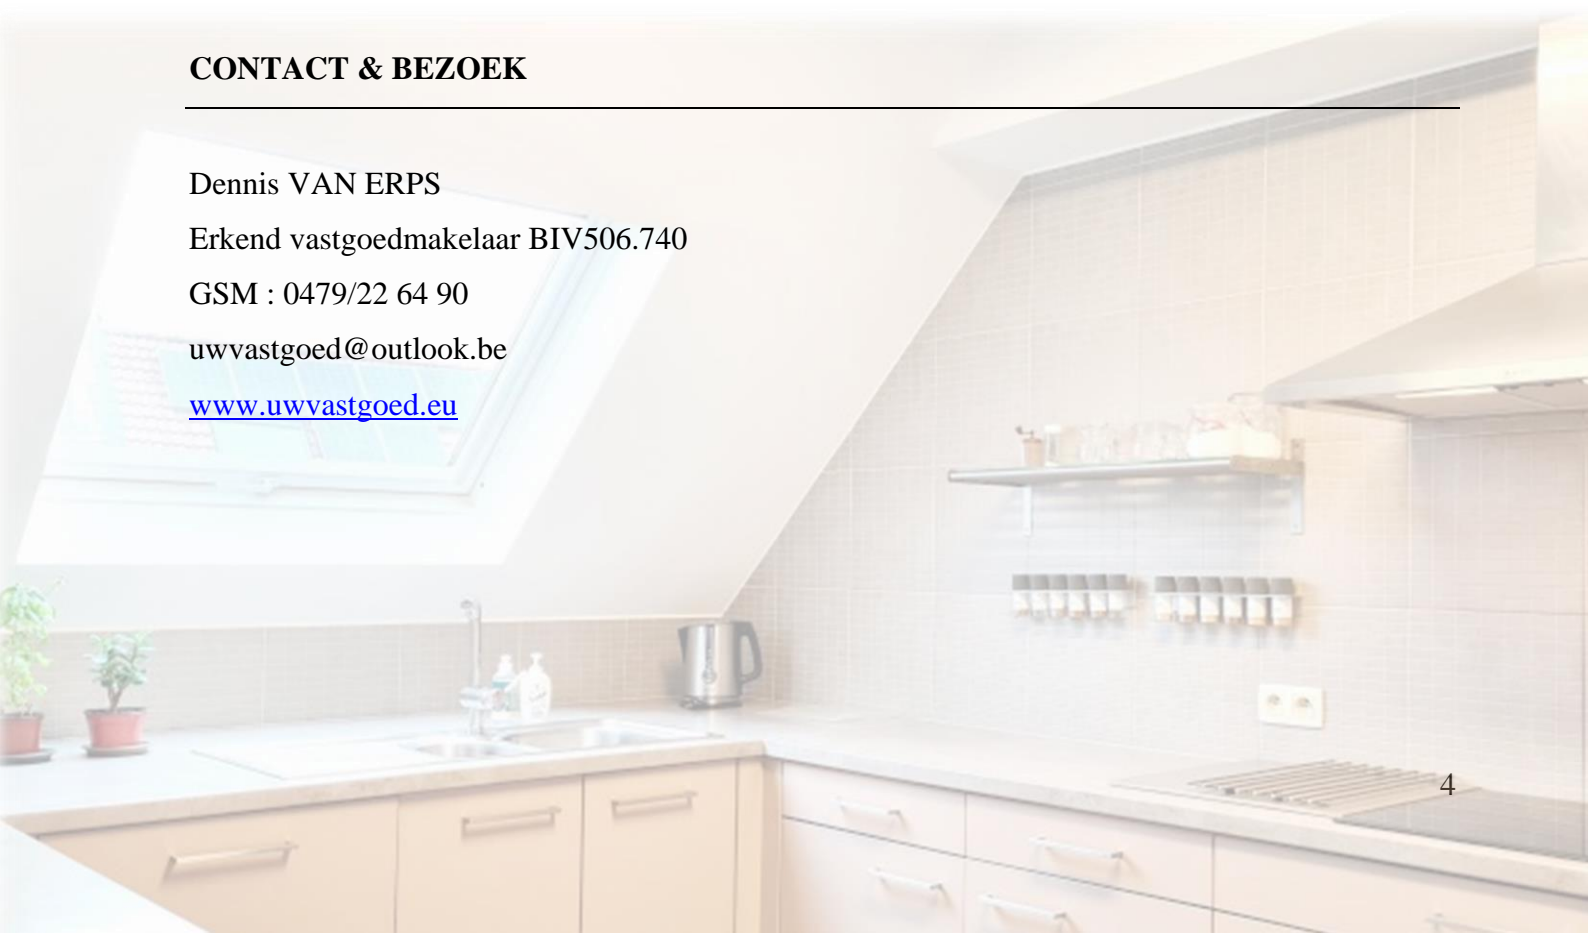 CONTACT & BEZOEK
Dennis VAN ERPS
Erkend vastgoedmakelaar BIV506.740
GSM : 0479/22 64 90
uwvastgoed@outlook.be
www.uwvastgoed.eu
4